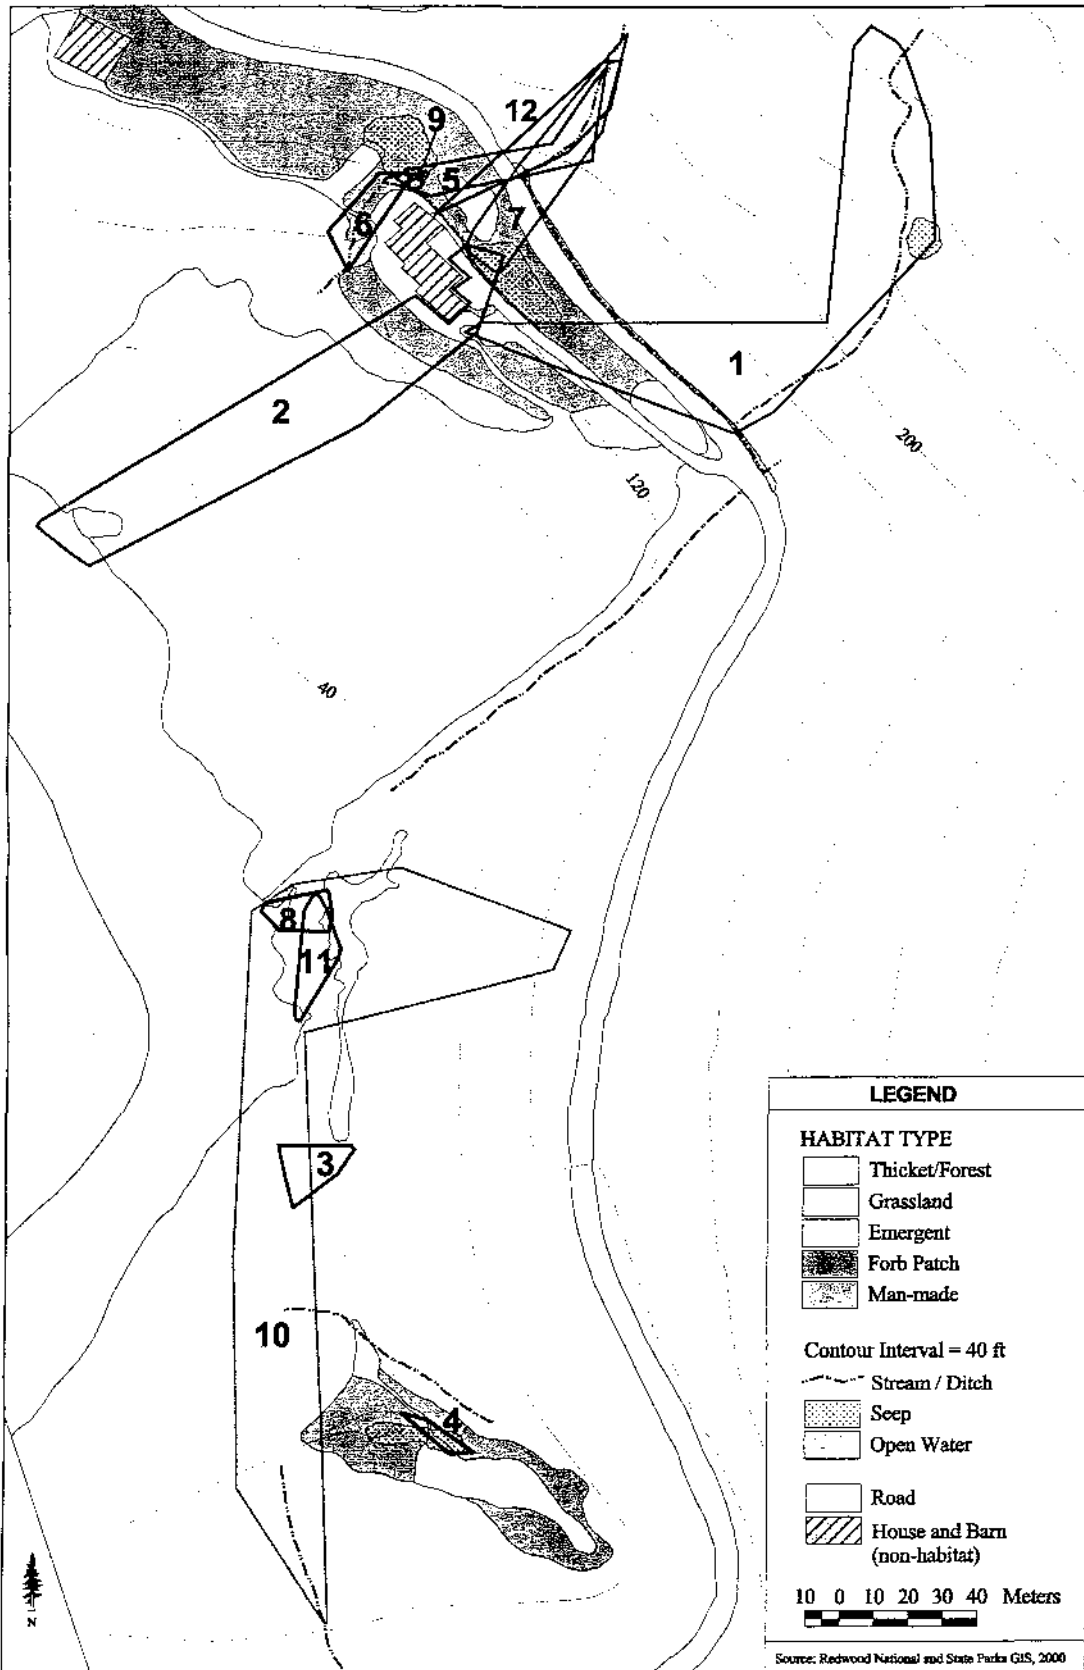 9
12
5
7
6
1
2
200
120
40
8
11
3
10
4
LEGEND
HABITAT TYPE
Thicket/Forest
Grassland
Emergent
Forb Patch
Man-made
Contour Interval = 40 ft
Stream / Ditch
Seep
Open Water
Road
House and Barn
(non-habitat)
10 0 10 20 30 40 Meters
N
Source: Redwood National and State Parks GIS, 2000